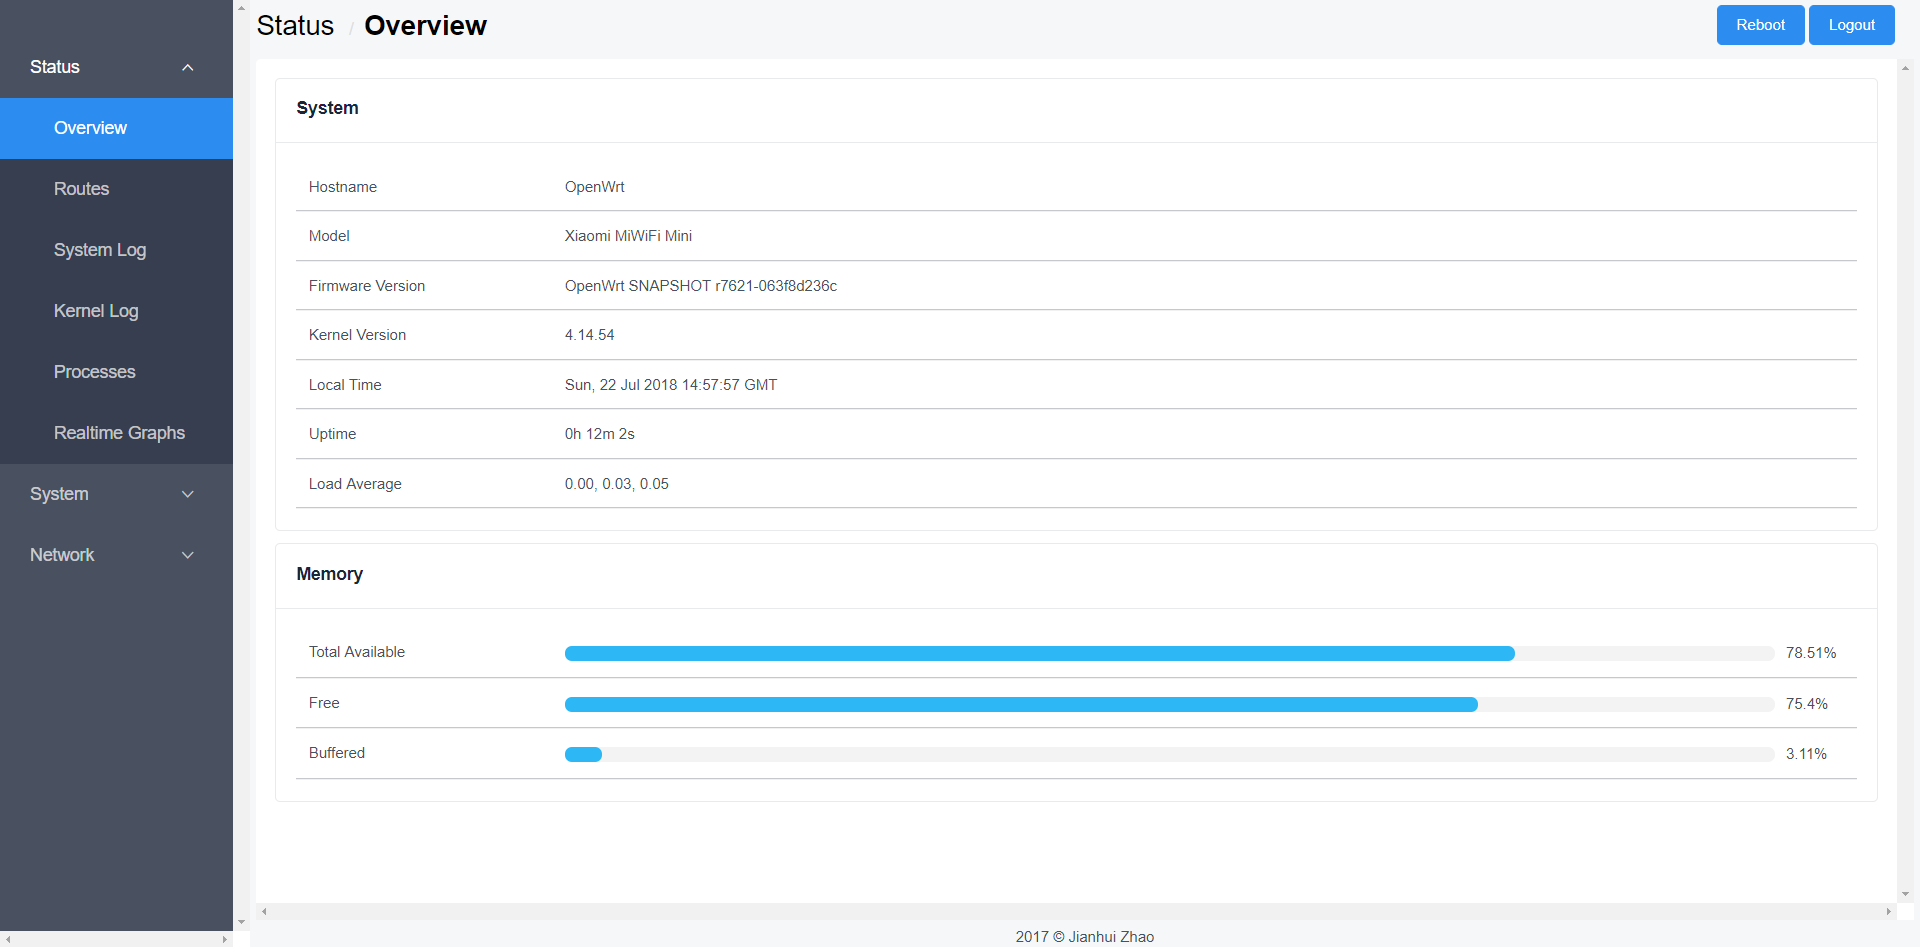 Status
Overview
Routes
System Log
Kernel Log
Processes
Realtime Graphs
System
Network
Status / Overview
Reboot
Logout
System
Hostname OpenWrt
Model Xiaomi MiWiFi Mini
Firmware Version OpenWrt SNAPSHOT r7621-063f8d236c
Kernel Version 4.14.54
Local Time Sun, 22 Jul 2018 14:57:57 GMT
Uptime 0h 12m 2s
Load Average 0.00, 0.03, 0.05
Memory
Total Available 78.51%
Free 75.4%
Buffered 3.11%
2017 © Jianhui Zhao